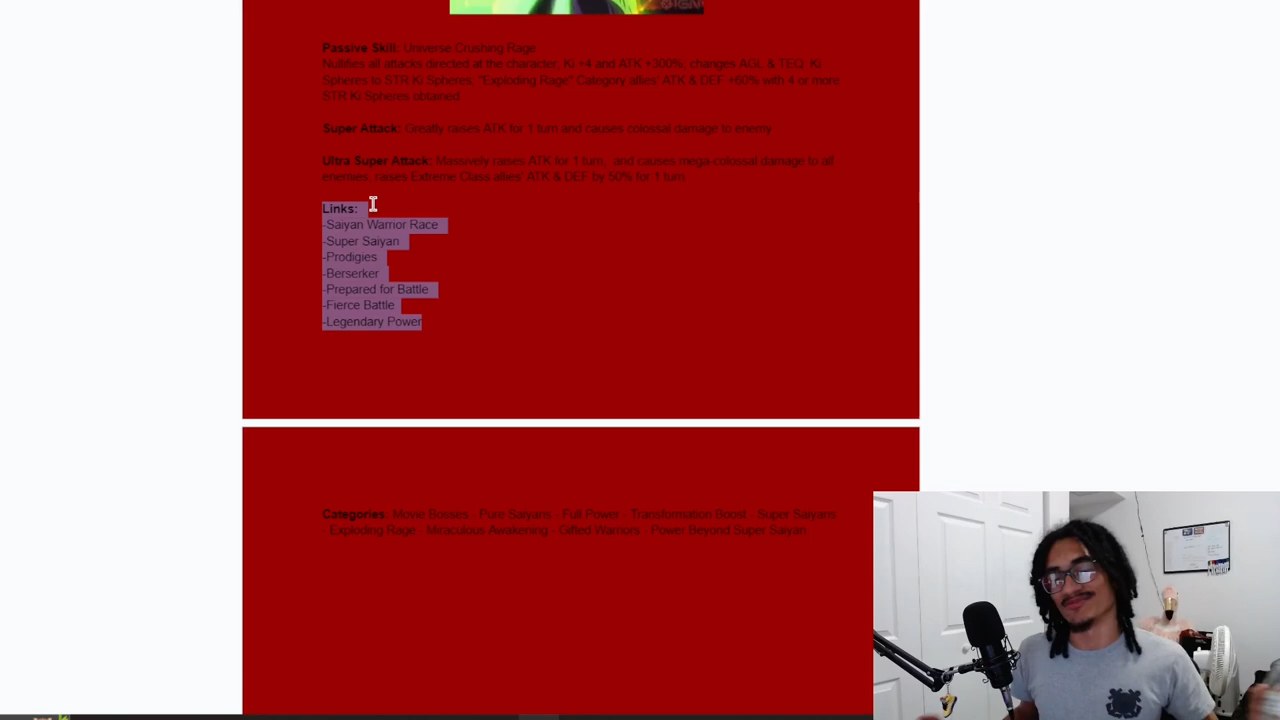 Passive Skill: Universe Crushing Rage
Nullifies all attacks directed at the character; Ki +4 and ATK +300%; changes AGL & TEQ Ki
Spheres to STR Ki Spheres; "Exploding Rage" Category allies' ATK & DEF +60% with 4 or more
STR Ki Spheres obtained
Super Attack: Greatly raises ATK for 1 turn and causes colossal damage to enemy
Ultra Super Attack: Massively raises ATK for 1 turn, and causes mega-colossal damage to all
enemies, raises Extreme Class allies' ATK & DEF by 50% for 1 turn
Links:
-Saiyan Warrior Race
-Super Saiyan
-Prodigies
-Berserker
-Prepared for Battle
-Fierce Battle
-Legendary Power
Categories: Movie Bosses - Pure Saiyans - Full Power - Transformation Boost - Super Saiyans
- Exploding Rage - Miraculous Awakening - Gifted Warriors - Power Beyond Super Saiyan